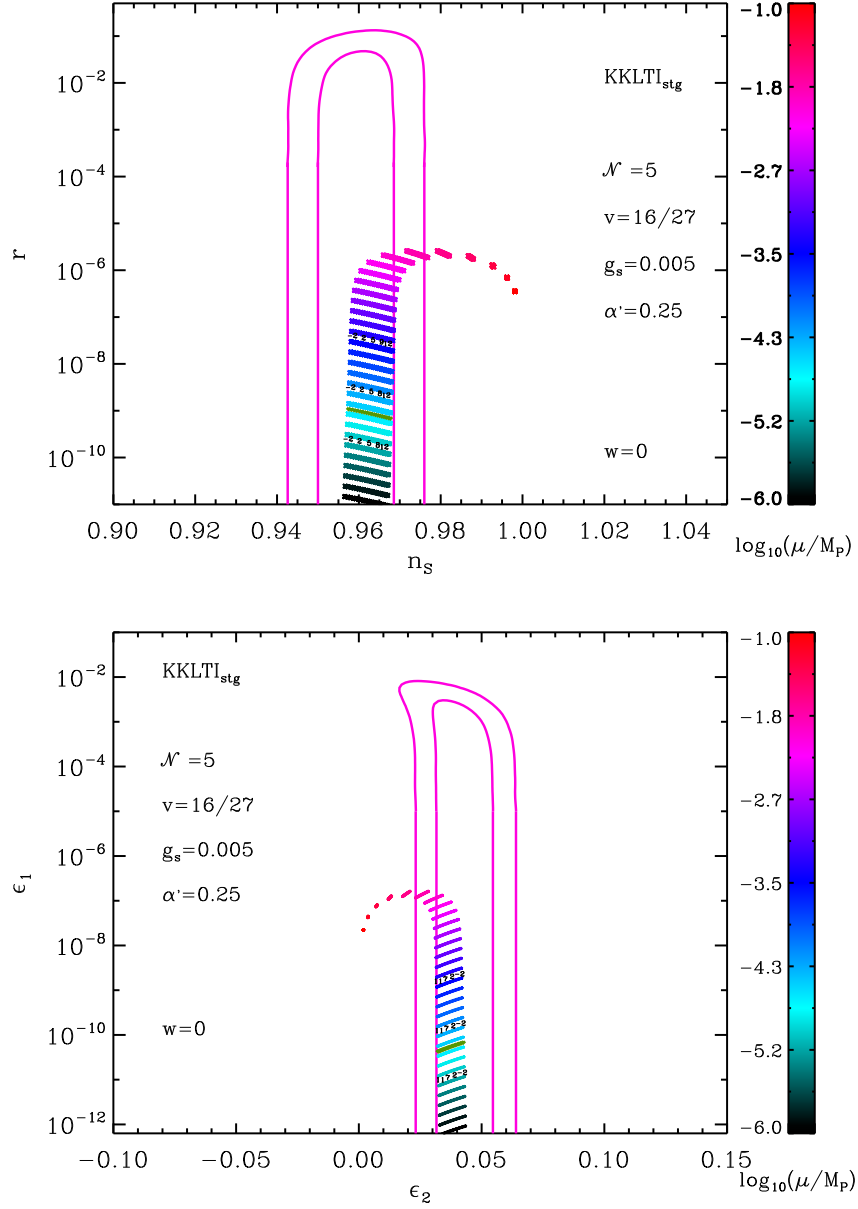 KKLTI_stg
𝒩 =5
v=16/27
g_s=0.005
α'=0.25
w=0
r
10^-2
10^-4
10^-6
10^-8
10^-10
0.90 0.92 0.94 0.96 0.98 1.00 1.02 1.04
n_S
-1.0
-1.8
-2.7
-3.5
-4.3
-5.2
-6.0
log_10(μ/M_P)
KKLTI_stg
𝒩 =5
v=16/27
g_s=0.005
α'=0.25
w=0
ϵ_1
10^-2
10^-4
10^-6
10^-8
10^-10
10^-12
-0.10 -0.05 0.00 0.05 0.10 0.15
ϵ_2
-1.0
-1.8
-2.7
-3.5
-4.3
-5.2
-6.0
log_10(μ/M_P)